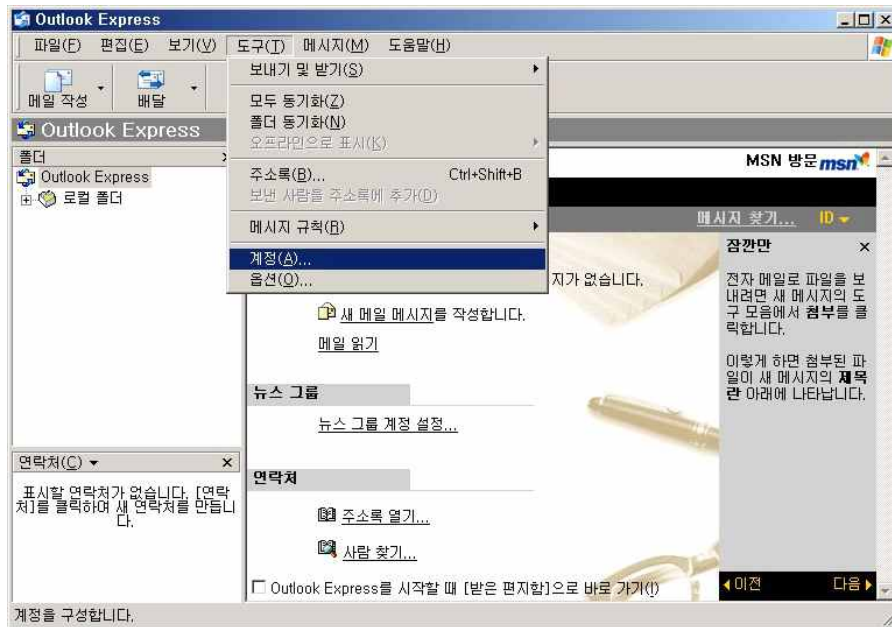 Outlook Express
파일(F) 편집(E) 보기(V) 도구(T) 메시지(M) 도움말(H)
메일 작성 배달
보내기 및 받기(S)
모두 동기화(Z)
폴더 동기화(N)
오프라인으로 표시(K)
주소록(B)... Ctrl+Shift+B
보낸 사람을 주소록에 추가(D)
메시지 규칙(R)
계정(A)...
옵션(O)...
Outlook Express
폴더
Outlook Express
로컬 폴더
연락처(C)
표시할 연락처가 없습니다. [연락
처]를 클릭하여 새 연락처를 만듭니
다.
MSN 방문 msn
메시지 찾기... ID
지가 없습니다.
새 메일 메시지를 작성합니다.
메일 읽기
뉴스 그룹
뉴스 그룹 계정 설정...
연락처
주소록 열기...
사람 찾기...
Outlook Express를 시작할 때 [받은 편지함]으로 바로 가기(I)
잠깐만
전자 메일로 파일을 보
내려면 새 메시지의 도
구 모음에서 첨부를 클
릭합니다.
이렇게 하면 첨부된 파
일이 새 메시지의 제목
란 아래에 나타납니다.
이전 다음
계정을 구성합니다.